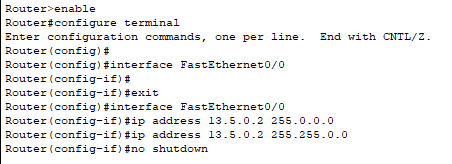 Router>enable
Router#configure terminal
Enter configuration commands, one per line.  End with CNTL/Z.
Router(config)#
Router(config)#interface FastEthernet0/0
Router(config-if)#
Router(config-if)#exit
Router(config)#interface FastEthernet0/0
Router(config-if)#ip address 13.5.0.2 255.0.0.0
Router(config-if)#ip address 13.5.0.2 255.255.0.0
Router(config-if)#no shutdown